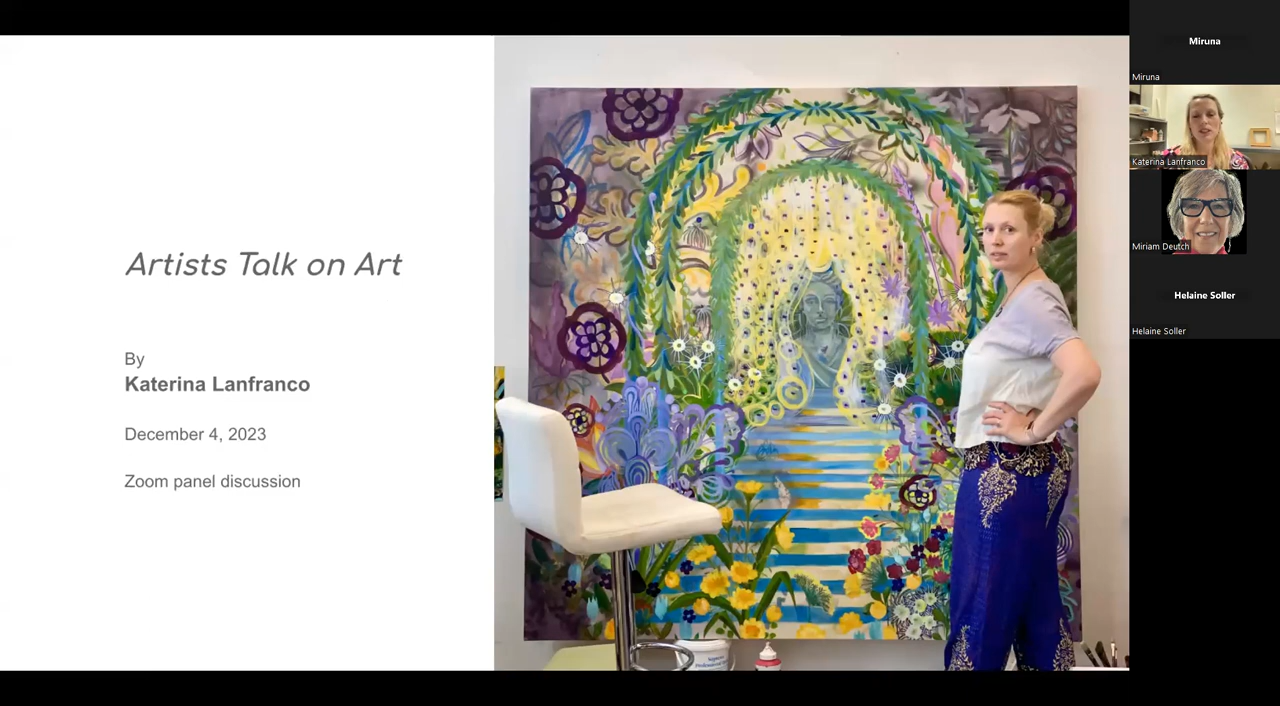 Artists Talk on Art
By
Katerina Lanfranco
December 4, 2023
Zoom panel discussion
Miruna
Miruna
Katerina Lanfranco
Miriam Deutch
Helaine Soller
Helaine Soller